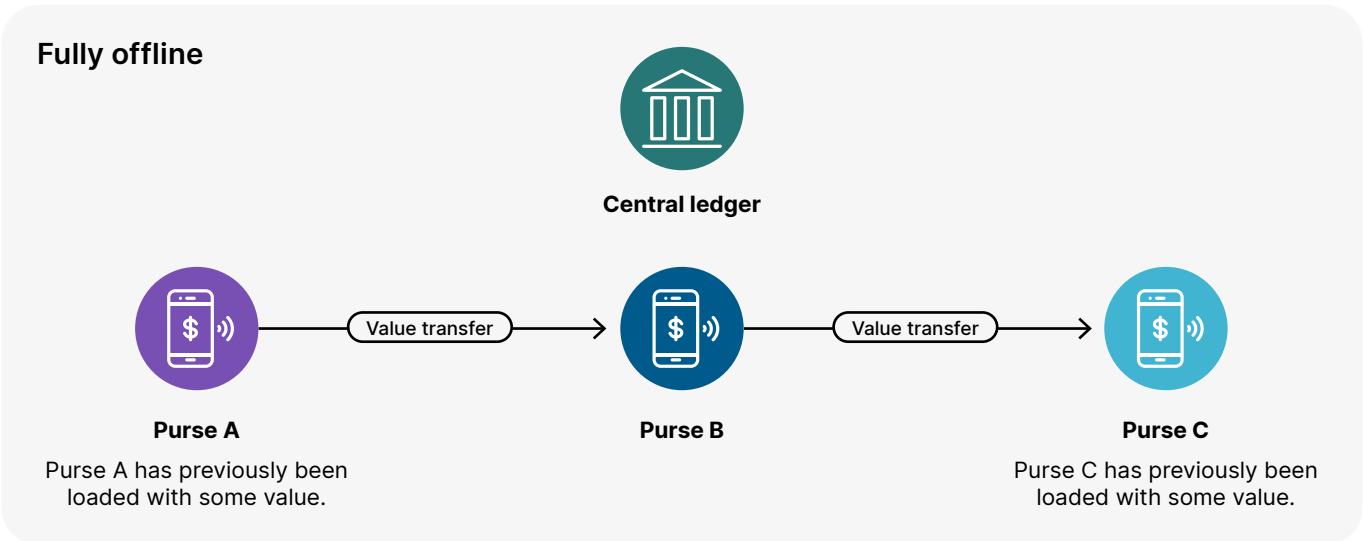 Fully offline
Central ledger
Value transfer
Value transfer
Purse A
Purse B
Purse C
Purse A has previously been
loaded with some value.
Purse C has previously been
loaded with some value.